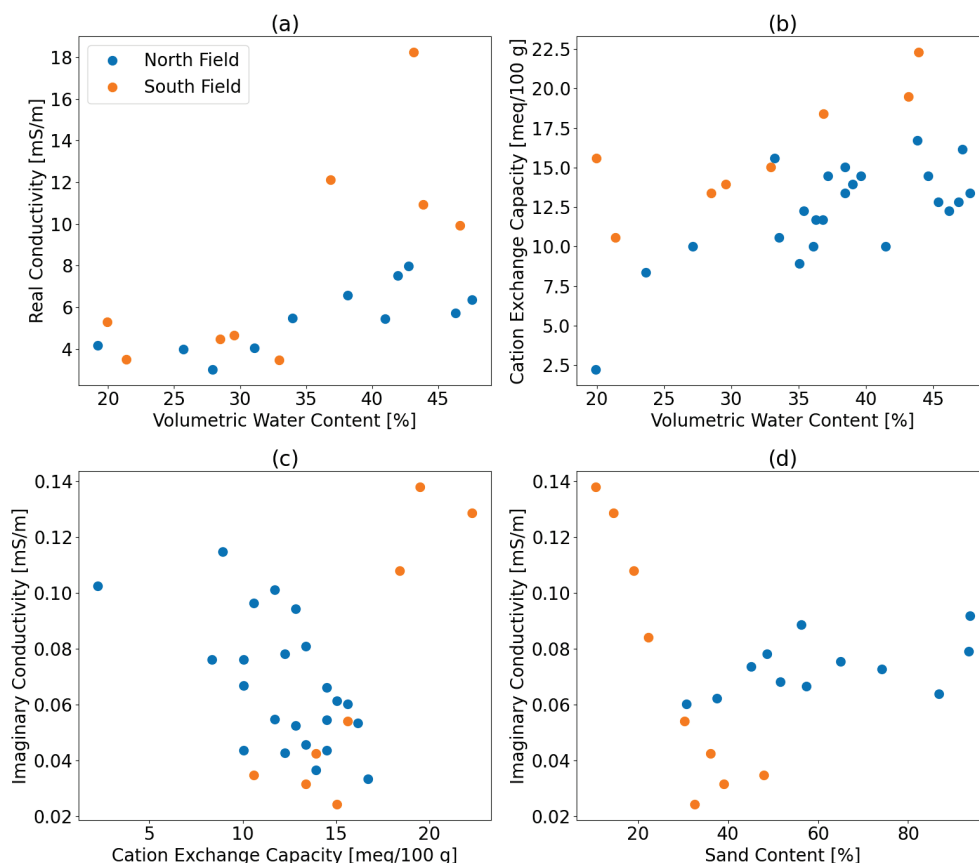 (a)
18
16
14
12
10
8
6
4
Real Conductivity [mS/m]
North Field
South Field
20 25 30 35 40 45
Volumetric Water Content [%]
(b)
22.5
20.0
17.5
15.0
12.5
10.0
7.5
5.0
2.5
Cation Exchange Capacity [meq/100 g]
20 25 30 35 40 45
Volumetric Water Content [%]
(c)
0.14
0.12
0.10
0.08
0.06
0.04
0.02
Imaginary Conductivity [mS/m]
5 10 15 20
Cation Exchange Capacity [meq/100 g]
(d)
0.14
0.12
0.10
0.08
0.06
0.04
0.02
Imaginary Conductivity [mS/m]
20 40 60 80
Sand Content [%]